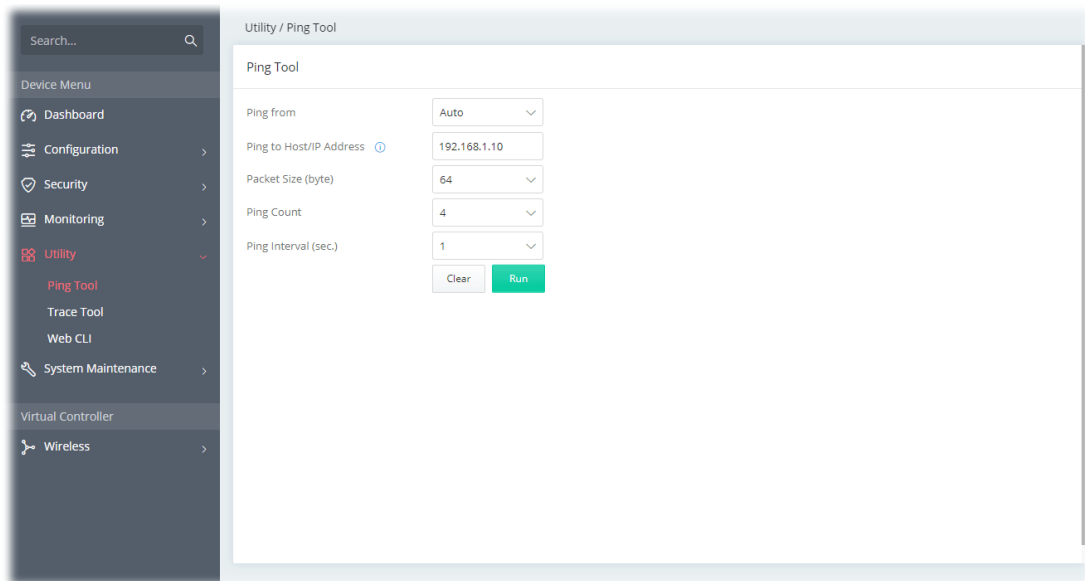 Search...
Device Menu
Dashboard
Configuration
Security
Monitoring
Utility
Ping Tool
Trace Tool
Web CLI
System Maintenance
Virtual Controller
Wireless
Utility / Ping Tool
Ping Tool
Ping from Auto
Ping to Host/IP Address 192.168.1.10
Packet Size (byte) 64
Ping Count 4
Ping Interval (sec.) 1
Clear Run